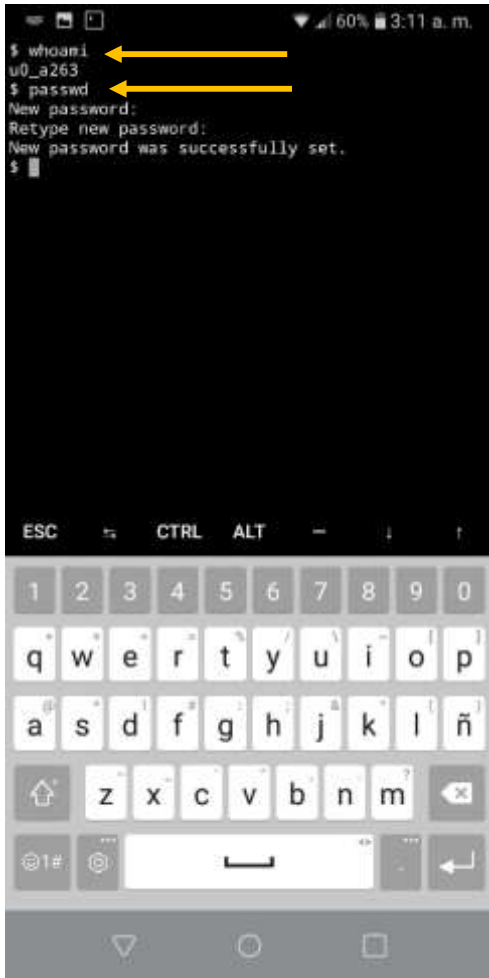 60% 3:11 a. m.
$ whoami
u0_a263
$ passwd
New password:
Retype new password:
New password was successfully set.
$
ESC CTRL ALT —
1 2 3 4 5 6 7 8 9 0
q w e r t y u i o p
a s d f g h j k l ñ
z x c v b n m
1#